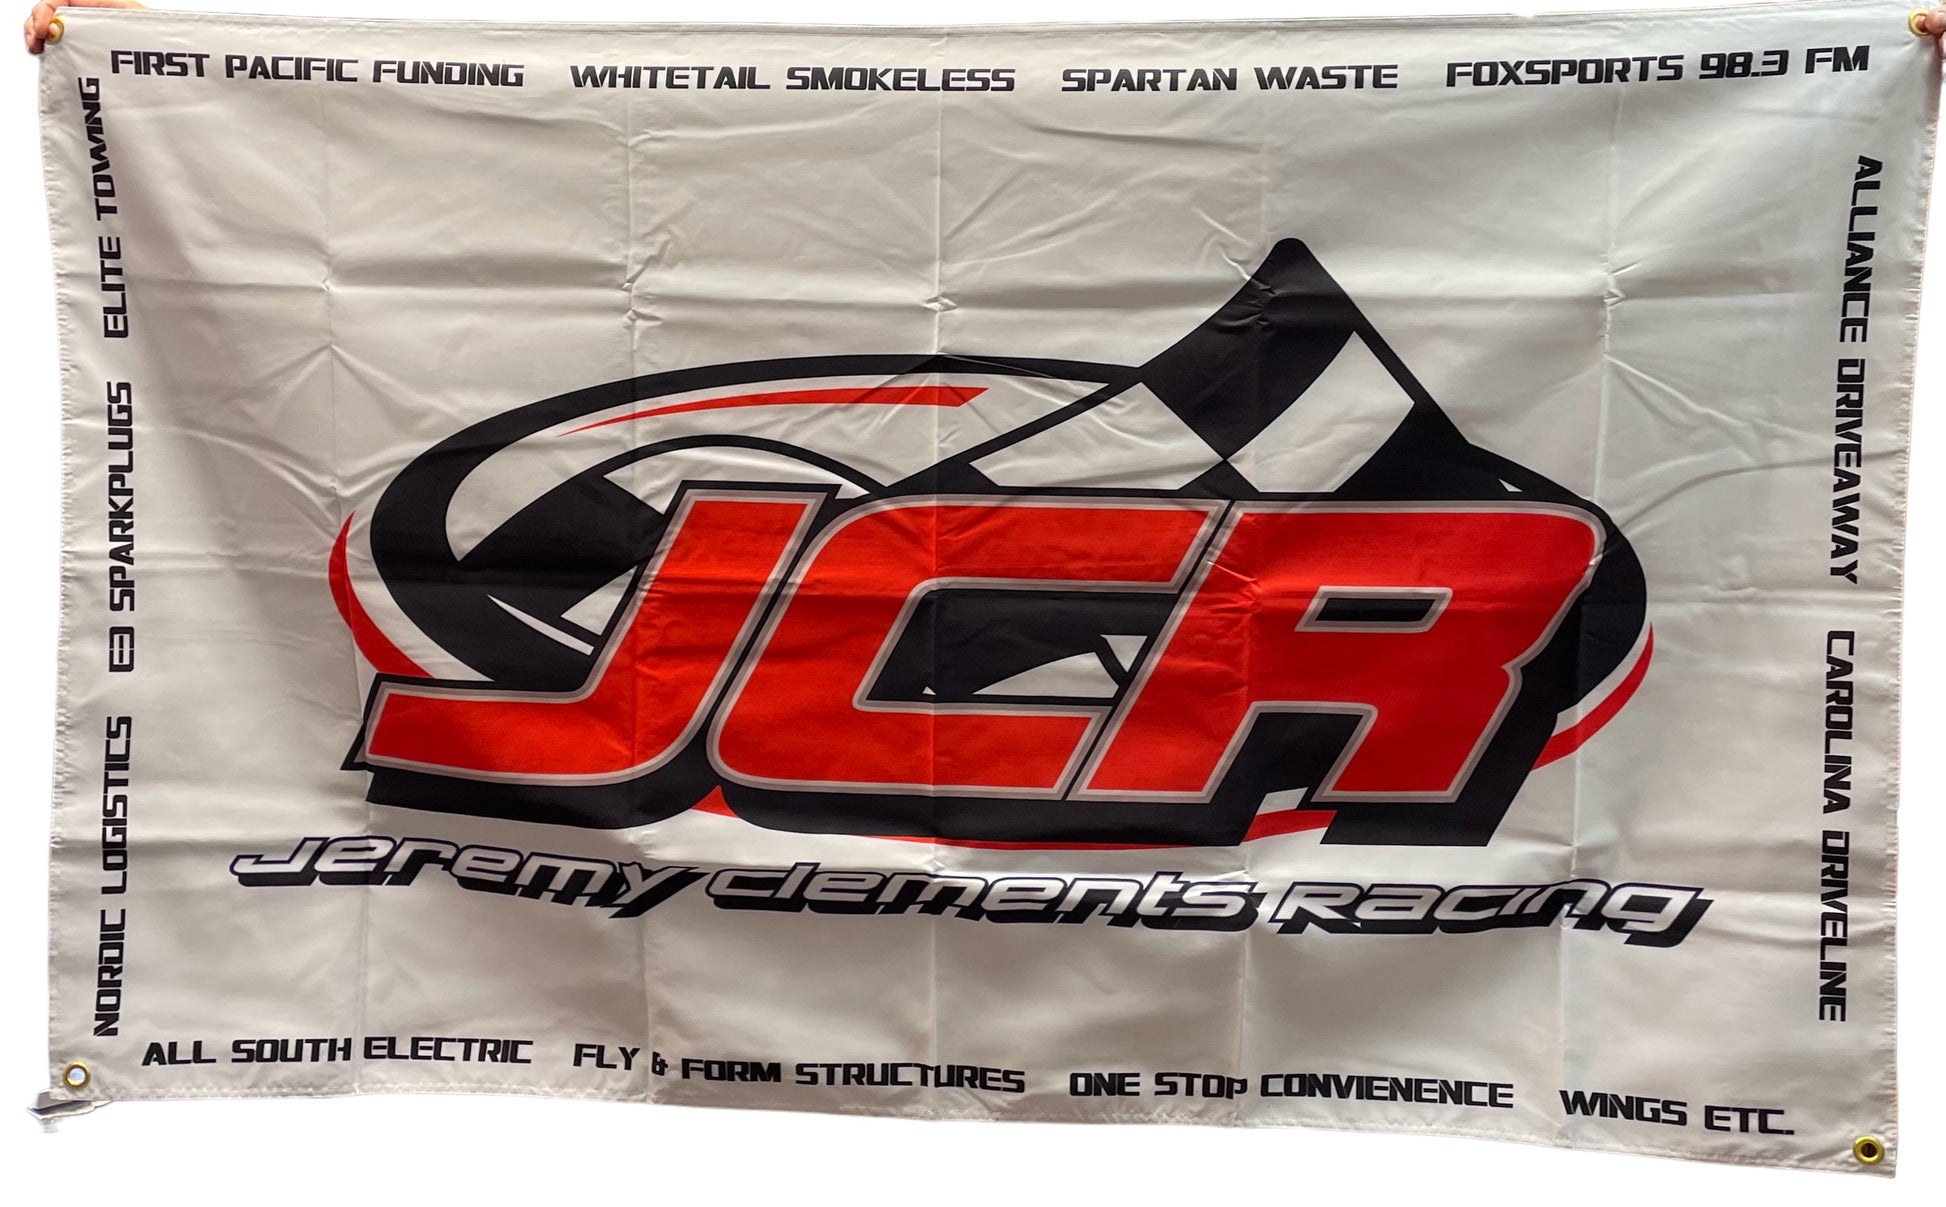 FIRST PACIFIC FUNDING WHITETAIL SMOKELESS SPARTAN WASTE FOXSPORTS 98.3 FM
ELITE TOWING
E3 SPARKPLUGS
NORDIC LOGISTICS
ALLIANCE DRIVEAWAY
CAROLINA DRIVELINE
JCR
Jeremy Clements Racing
ALL SOUTH ELECTRIC FLY & FORM STRUCTURES ONE STOP CONVIENENCE WINGS ETC.